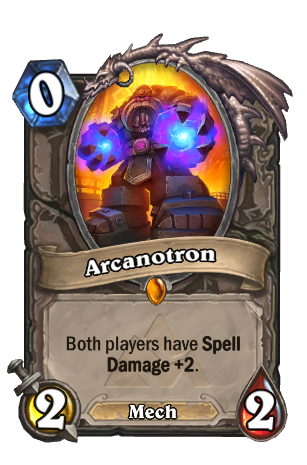 0
Arcanotron
Both players have Spell
Damage +2.
2
Mech
2